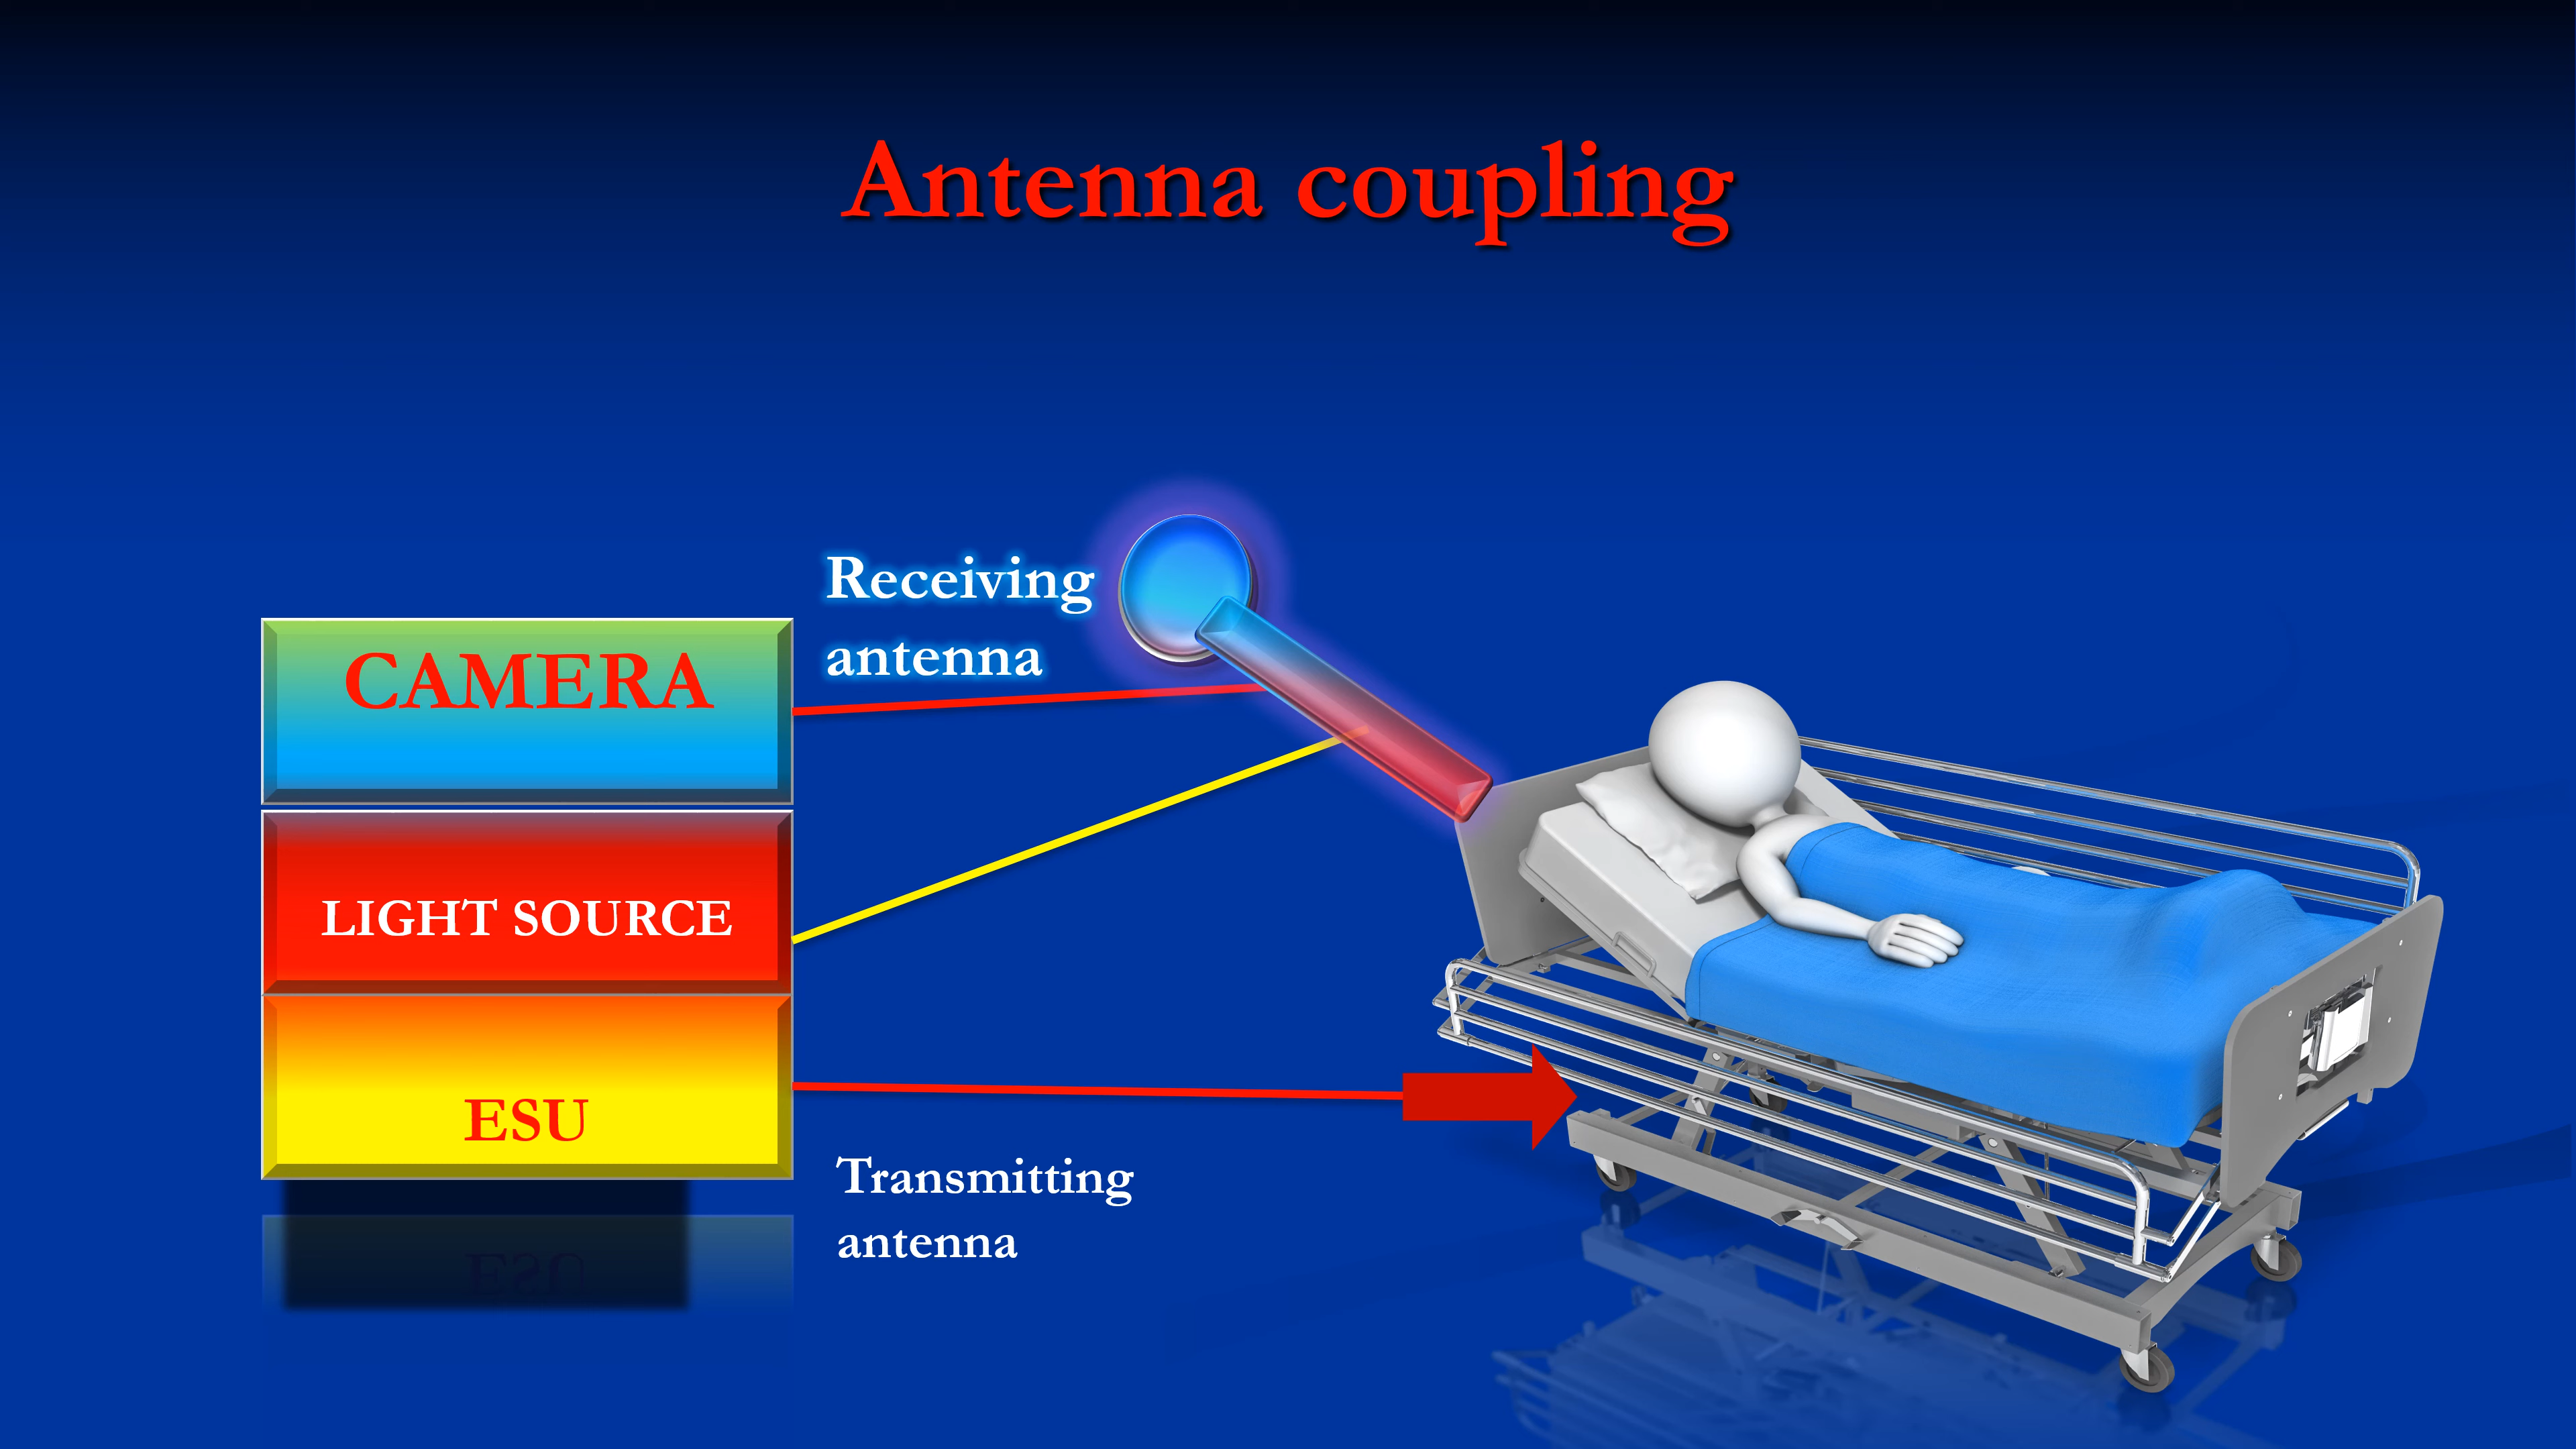 Antenna coupling
Receiving
antenna
CAMERA
LIGHT SOURCE
ESU
Transmitting
antenna